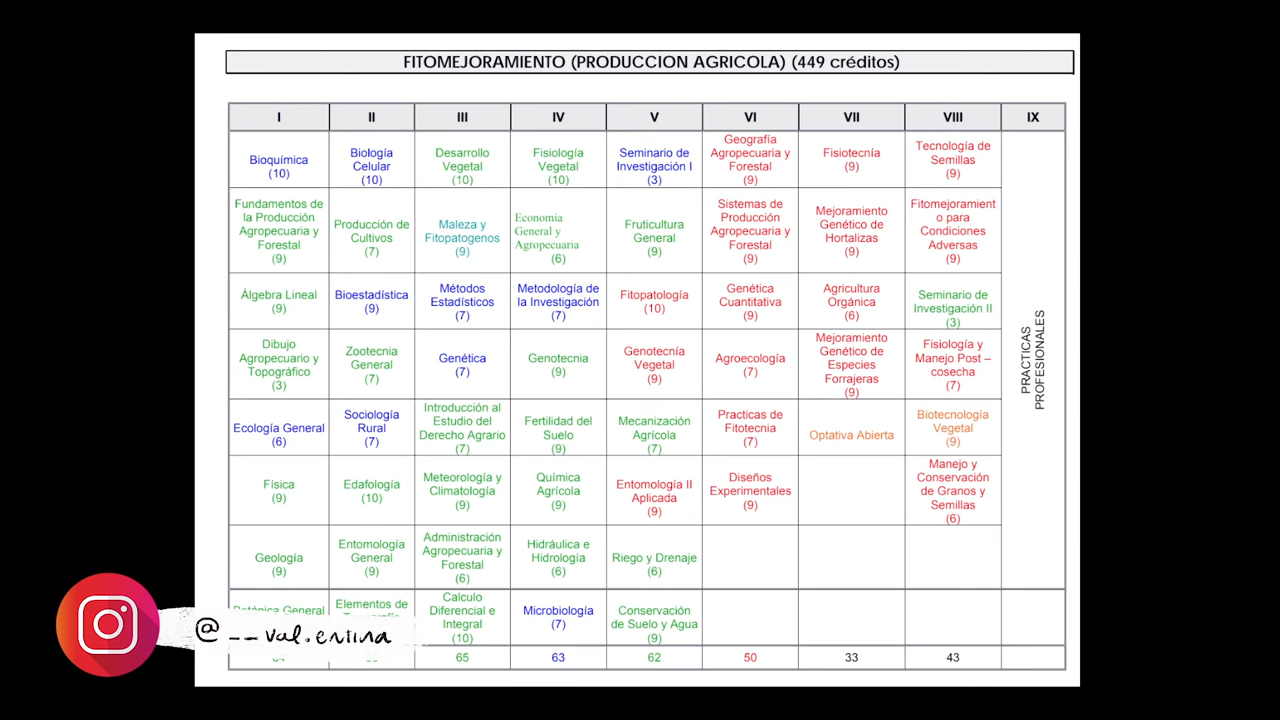 FITOMEJORAMIENTO (PRODUCCION AGRICOLA) (449 créditos)
I II III IV V VI VII VIII IX
Bioquímica
(10)
Biología
Celular
(10)
Desarrollo
Vegetal
(10)
Fisiología
Vegetal
(10)
Seminario de
Investigación I
(3)
Geografía
Agropecuaria y
Forestal
(9)
Fisiotecnía
(9)
Tecnología de
Semillas
(9)
Fundamentos de
la Producción
Agropecuaria y
Forestal
(9)
Producción de
Cultivos
(7)
Maleza y
Fitopatogenos
(9)
Economía
General y
Agropecuaria
(6)
Fruticultura
General
(9)
Sistemas de
Producción
Agropecuaria y
Forestal
(9)
Mejoramiento
Genético de
Hortalizas
(9)
Fitomejoramient
o para
Condiciones
Adversas
(9)
Álgebra Lineal
(9)
Bioestadística
(9)
Métodos
Estadísticos
(7)
Metodología de
la Investigación
(7)
Fitopatología
(10)
Genética
Cuantitativa
(9)
Agricultura
Orgánica
(6)
Seminario de
Investigación II
(3)
Dibujo
Agropecuario y
Topográfico
(3)
Zootecnia
General
(7)
Genética
(7)
Genotecnia
(9)
Genotecnía
Vegetal
(9)
Agroecología
(7)
Mejoramiento
Genético de
Especies
Forrajeras
(9)
Fisiología y
Manejo Post –
cosecha
(7)
Ecología General
(6)
Sociología
Rural
(7)
Introducción al
Estudio del
Derecho Agrario
(7)
Fertilidad del
Suelo
(9)
Mecanización
Agrícola
(7)
Practicas de
Fitotecnia
(7)
Optativa Abierta
Biotecnología
Vegetal
(9)
Física
(9)
Edafología
(10)
Meteorología y
Climatología
(9)
Química
Agrícola
(9)
Entomología II
Aplicada
(9)
Diseños
Experimentales
(9)
Manejo y
Conservación
de Granos y
Semillas
(6)
Geología
(9)
Entomología
General
(9)
Administración
Agropecuaria y
Forestal
(6)
Hidráulica e
Hidrología
(6)
Riego y Drenaje
(6)
Botánica General
Elementos de
Calculo
Diferencial e
Integral
(10)
Microbiología
(7)
Conservación
de Suelo y Agua
(9)
65 63 62 50 33 43
PRACTICAS
PROFESIONALES
@__val.entina